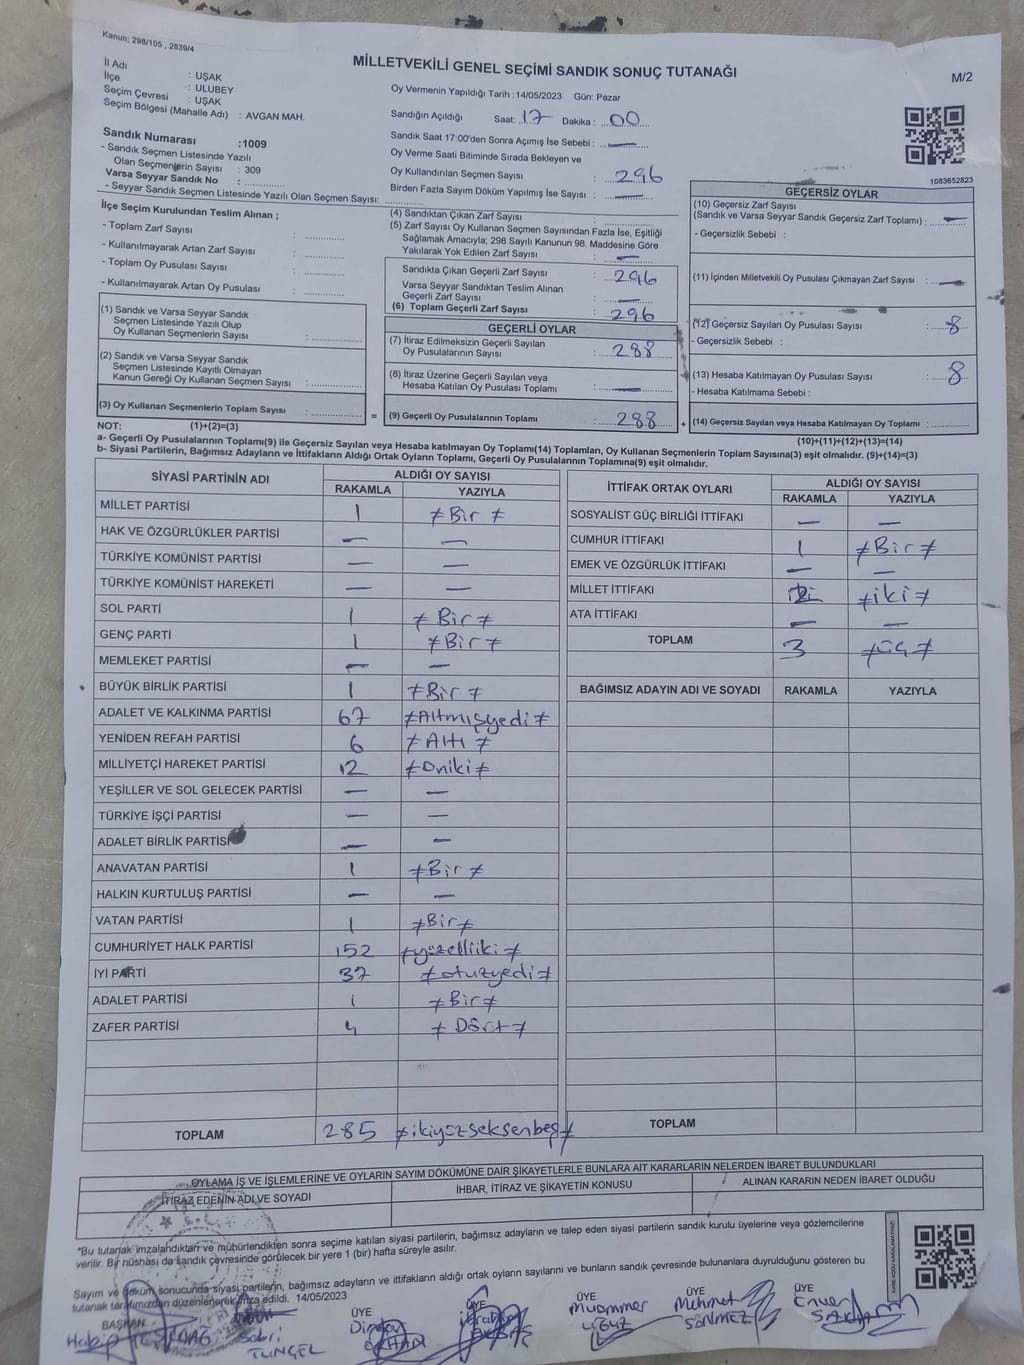 Kanun; 298/105 , 2839/4
MİLLETVEKİLİ GENEL SEÇİMİ SANDIK SONUÇ TUTANAĞI
M/2
İl Adı : UŞAK
İlçe : ULUBEY
Seçim Çevresi : UŞAK
Seçim Bölgesi (Mahalle Adı) : AVGAN MAH.
Sandık Numarası :1009
- Sandık Seçmen Listesinde Yazılı
Olan Seçmenlerin Sayısı : 309
Varsa Seyyar Sandık No :
- Seyyar Sandık Seçmen Listesinde Yazılı Olan Seçmen Sayısı:
Oy Vermenin Yapıldığı Tarih :14/05/2023 Gün: Pazar
Sandığın Açıldığı Saat: 17 Dakika : 00
Sandık Saat 17:00'den Sonra Açımış İse Sebebi : —
Oy Verme Saati Bitiminde Sırada Bekleyen ve
Oy Kullandırılan Seçmen Sayısı : 296
Birden Fazla Sayım Döküm Yapılmış İse Sayısı : —
1083652823
İlçe Seçim Kurulundan Teslim Alınan ;
- Toplam Zarf Sayısı :
- Kullanılmayarak Artan Zarf Sayısı :
- Toplam Oy Pusulası Sayısı :
- Kullanılmayarak Artan Oy Pusulası :
(1) Sandık ve Varsa Seyyar Sandık
Seçmen Listesinde Yazılı Olup
Oy Kullanan Seçmenlerin Sayısı :
(2) Sandık ve Varsa Seyyar Sandık
Seçmen Listesinde Kayıtlı Olmayan
Kanun Gereği Oy Kullanan Seçmen Sayısı :
(3) Oy Kullanan Seçmenlerin Toplam Sayısı :
(1)+(2)=(3)
(4) Sandıktan Çıkan Zarf Sayısı :
(5) Zarf Sayısı Oy Kullanan Seçmen Sayısından Fazla İse, Eşitliği
Sağlamak Amacıyla; 298 Sayılı Kanunun 98. Maddesine Göre
Yakılarak Yok Edilen Zarf Sayısı : —
Sandıkta Çıkan Geçerli Zarf Sayısı : 296
Varsa Seyyar Sandıktan Teslim Alınan
Geçerli Zarf Sayısı : —
(6) Toplam Geçerli Zarf Sayısı : 296
GEÇERLİ OYLAR
(7) İtiraz Edilmeksizin Geçerli Sayılan
Oy Pusulalarının Sayısı : 288
(8) İtiraz Üzerine Geçerli Sayılan veya
Hesaba Katılan Oy Pusulası Toplamı : —
= (9) Geçerli Oy Pusulalarının Toplamı : 288 +
GEÇERSİZ OYLAR
(10) Geçersiz Zarf Sayısı
(Sandık ve Varsa Seyyar Sandık Geçersiz Zarf Toplamı) : —
- Geçersizlik Sebebi :
(11) İçinden Milletvekili Oy Pusulası Çıkmayan Zarf Sayısı : —
(12) Geçersiz Sayılan Oy Pusulası Sayısı : 8
- Geçersizlik Sebebi :
(13) Hesaba Katılmayan Oy Pusulası Sayısı : 8
- Hesaba Katılmama Sebebi :
(14) Geçersiz Sayılan veya Hesaba Katılmayan Oy Toplamı :
(10)+(11)+(12)+(13)=(14)
NOT:
a- Geçerli Oy Pusulalarının Toplamı(9) ile Geçersiz Sayılan veya Hesaba katılmayan Oy Toplamı(14) Toplamları, Oy Kullanan Seçmenlerin Toplam Sayısına(3) eşit olmalıdır. (9)+(14)=(3)
b- Siyasi Partilerin, Bağımsız Adayların ve İttifakların Aldığı Ortak Oyların Toplamı, Geçerli Oy Pusulalarının Toplamına(9) eşit olmalıdır.
SİYASİ PARTİNİN ADI ALDIĞI OY SAYISI
RAKAMLA YAZIYLA
MİLLET PARTİSİ 1 ≠Bir≠
HAK VE ÖZGÜRLÜKLER PARTİSİ — —
TÜRKİYE KOMÜNİST PARTİSİ — —
TÜRKİYE KOMÜNİST HAREKETİ — —
SOL PARTİ 1 ≠Bir≠
GENÇ PARTİ 1 ≠Bir≠
MEMLEKET PARTİSİ — —
BÜYÜK BİRLİK PARTİSİ 1 ≠Bir≠
ADALET VE KALKINMA PARTİSİ 67 ≠Altmışyedi≠
YENİDEN REFAH PARTİSİ 6 ≠Altı≠
MİLLİYETÇİ HAREKET PARTİSİ 12 ≠Oniki≠
YEŞİLLER VE SOL GELECEK PARTİSİ — —
TÜRKİYE İŞÇİ PARTİSİ — —
ADALET BİRLİK PARTİSİ — —
ANAVATAN PARTİSİ 1 ≠Bir≠
HALKIN KURTULUŞ PARTİSİ — —
VATAN PARTİSİ 1 ≠Bir≠
CUMHURİYET HALK PARTİSİ 152 ≠yüzelliiki≠
İYİ PARTİ 37 ≠otuzyedi≠
ADALET PARTİSİ 1 ≠Bir≠
ZAFER PARTİSİ 4 ≠Dört≠
TOPLAM 285 ≠ikiyüzseksenbeş≠
İTTİFAK ORTAK OYLARI ALDIĞI OY SAYISI
RAKAMLA YAZIYLA
SOSYALİST GÜÇ BİRLİĞİ İTTİFAKI — —
CUMHUR İTTİFAKI 1 ≠Bir≠
EMEK VE ÖZGÜRLÜK İTTİFAKI — —
MİLLET İTTİFAKI ≠iki≠
ATA İTTİFAKI — —
TOPLAM 3 ≠üç≠
BAĞIMSIZ ADAYIN ADI VE SOYADI RAKAMLA YAZIYLA
TOPLAM
OYLAMA İŞ VE İŞLEMLERİNE VE OYLARIN SAYIM DÖKÜMÜNE DAİR ŞİKAYETLERLE BUNLARA AİT KARARLARIN NELERDEN İBARET BULUNDUKLARI
İTİRAZ EDENİN ADI VE SOYADI İHBAR, İTİRAZ VE ŞİKAYETİN KONUSU ALINAN KARARIN NEDEN İBARET OLDUĞU
"Bu tutanak imzalandıktan ve mühürlendikten sonra seçime katılan siyasi partilerin, bağımsız adayların ve talep eden siyasi partilerin sandık kurulu üyelerine veya gözlemcilerine
verilir. Bir nüshası da sandık çevresinde görülecek bir yere 1 (bir) hafta süreyle asılır.
KARE KODU KARALAMAYINIZ!
Sayım ve döküm sonucunda siyasi partilerin, bağımsız adayların ve ittifakların aldığı ortak oyların sayılarını ve bunların sandık çevresinde bulunanlara duyrulduğunu gösteren bu
tutanak tarafımızdan düzenlenerek imza edildi. 14/05/2023
BAŞKAN ÜYE ÜYE ÜYE ÜYE ÜYE
Sabri
TUNÇEL
Muammer
Mehmet
SÖNMEZ
Enver